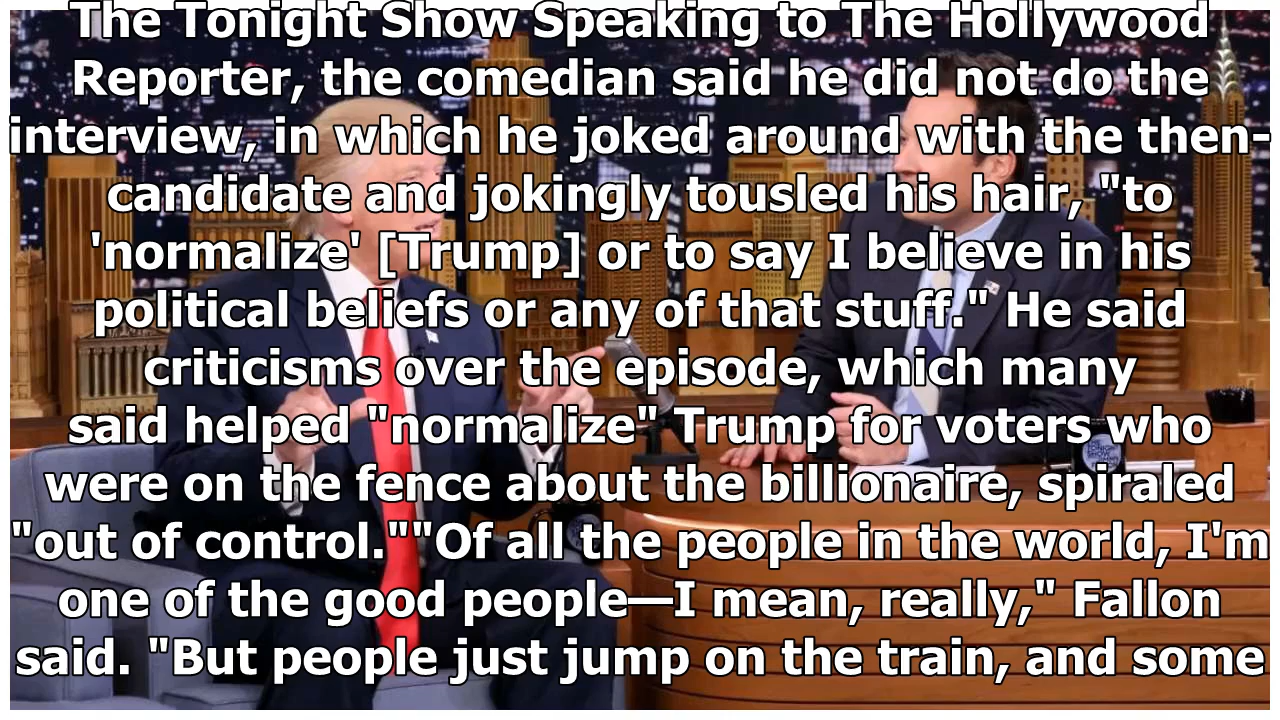 The Tonight Show Speaking to The Hollywood
Reporter, the comedian said he did not do the
interview, in which he joked around with the then-
candidate and jokingly tousled his hair, "to
'normalize' [Trump] or to say I believe in his
political beliefs or any of that stuff." He said
criticisms over the episode, which many
said helped "normalize" Trump for voters who
were on the fence about the billionaire, spiraled
"out of control.""Of all the people in the world, I'm
one of the good people—I mean, really," Fallon
said. "But people just jump on the train, and some